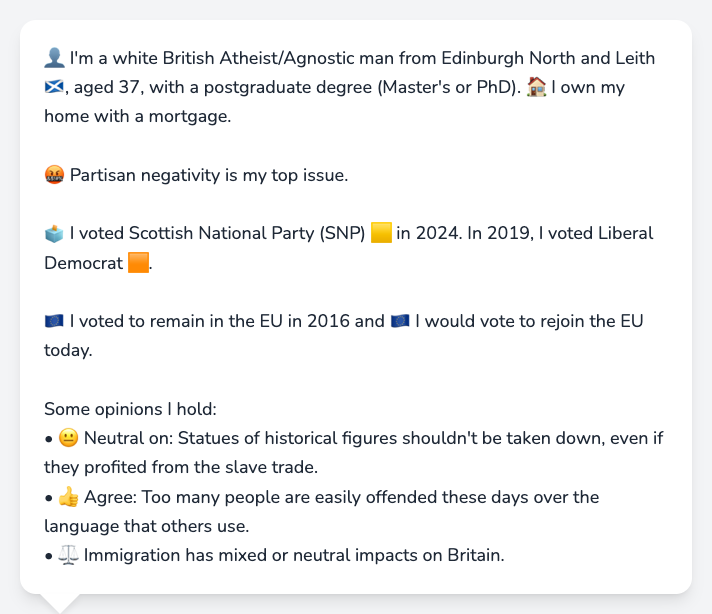 👤 I'm a white British Atheist/Agnostic man from Edinburgh North and Leith
🏴󠁧󠁢󠁳󠁣󠁴󠁿, aged 37, with a postgraduate degree (Master's or PhD). 🏠 I own my
home with a mortgage.
🤬 Partisan negativity is my top issue.
🗳️ I voted Scottish National Party (SNP) 🟨 in 2024. In 2019, I voted Liberal
Democrat 🟧.
🇪🇺 I voted to remain in the EU in 2016 and 🇪🇺 I would vote to rejoin the EU
today.
Some opinions I hold:
• 😐 Neutral on: Statues of historical figures shouldn't be taken down, even if
they profited from the slave trade.
• 👍 Agree: Too many people are easily offended these days over the
language that others use.
• ⚖️ Immigration has mixed or neutral impacts on Britain.